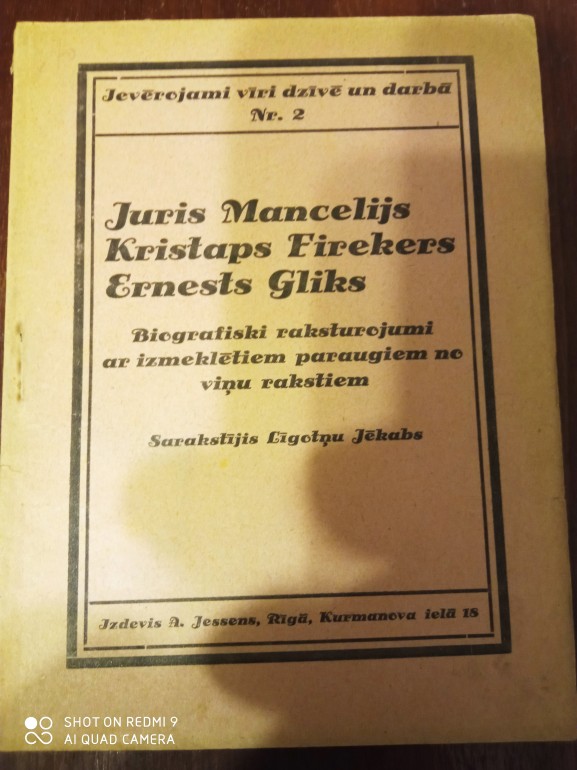 Ievērojami vīri dzīvē un darbā
Nr. 2
Juris Mancelijs
Kristaps Firekers
Ernests Gliks
Biografiski raksturojumi
ar izmeklētiem paraugiem no
viņu rakstiem
Sarakstījis Līgotņu Jēkabs
Izdevis A. Jessens, Rīgā, Kurmanova ielā 18
SHOT ON REDMI 9
AI QUAD CAMERA